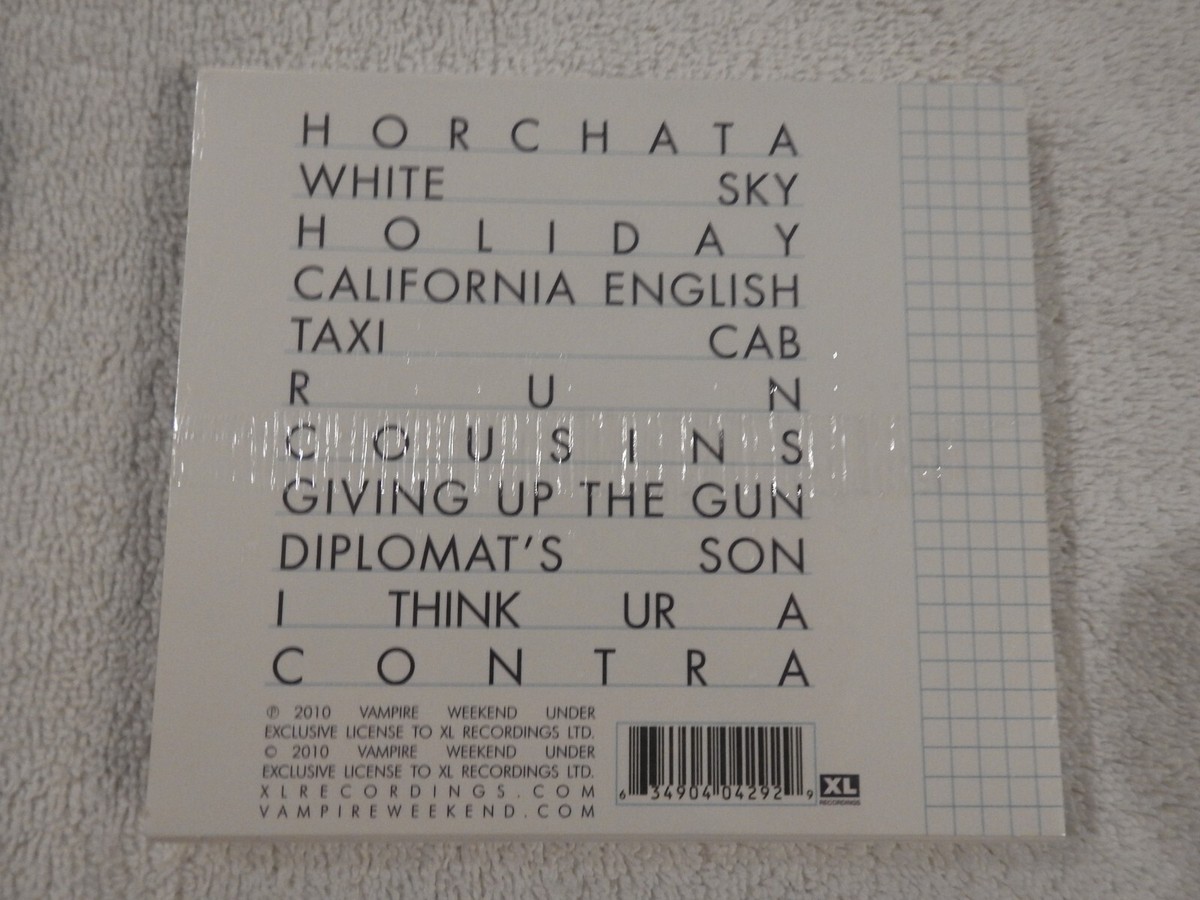 HORCHATA
WHITE SKY
HOLIDAY
CALIFORNIA ENGLISH
TAXI CAB
RUN
COUSINS
GIVING UP THE GUN
DIPLOMAT'S SON
I THINK UR A
CONTRA
℗ 2010 VAMPIRE WEEKEND UNDER
EXCLUSIVE LICENSE TO XL RECORDINGS LTD.
© 2010 VAMPIRE WEEKEND UNDER
EXCLUSIVE LICENSE TO XL RECORDINGS LTD.
XLRECORDINGS.COM
VAMPIREWEEKEND.COM
6 34904 04292 9
XL
RECORDINGS